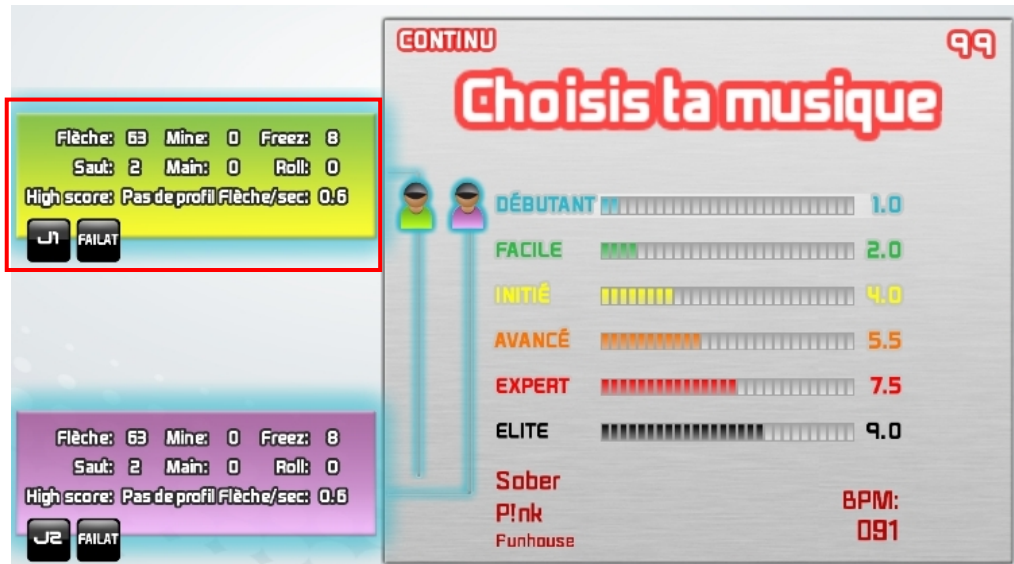 CONTINU 99
Choisis ta musique
Flèche: 63 Mine: 0 Freez: 8
Saut: 2 Main: 0 Roll: 0
High score: Pas de profil Flèche/sec: 0.6
J1 FAILAT
DÉBUTANT 1.0
FACILE 2.0
INITIÉ 4.0
AVANCÉ 5.5
EXPERT 7.5
ELITE 9.0
Flèche: 63 Mine: 0 Freez: 8
Saut: 2 Main: 0 Roll: 0
High score: Pas de profil Flèche/sec: 0.6
J2 FAILAT
Sober
P!nk
Funhouse
BPM:
091